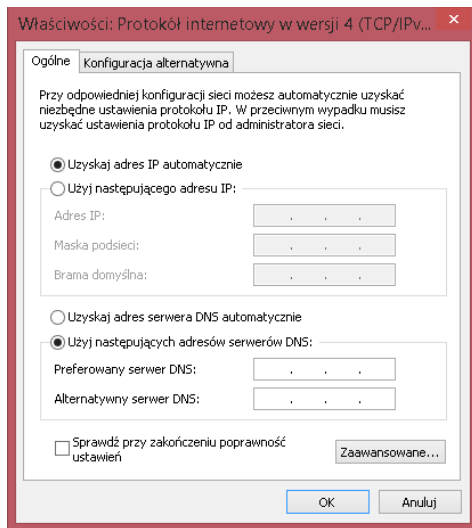 Właściwości: Protokół internetowy w wersji 4 (TCP/IPv...
Ogólne
Konfiguracja alternatywna
Przy odpowiedniej konfiguracji sieci możesz automatycznie uzyskać
niezbędne ustawienia protokołu IP. W przeciwnym wypadku musisz
uzyskać ustawienia protokołu IP od administratora sieci.
Uzyskaj adres IP automatycznie
Użyj następującego adresu IP:
Adres IP:
Maska podsieci:
Brama domyślna:
Uzyskaj adres serwera DNS automatycznie
Użyj następujących adresów serwerów DNS:
Preferowany serwer DNS:
Alternatywny serwer DNS:
Sprawdź przy zakończeniu poprawność
ustawień
Zaawansowane...
OK
Anuluj